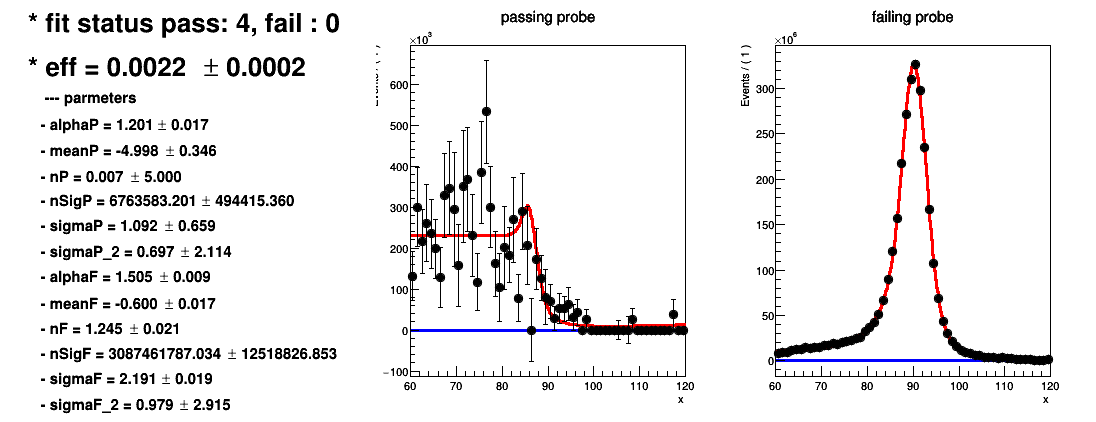 * fit status pass: 4, fail : 0
* eff = 0.0022 ± 0.0002
--- parmeters
- alphaP = 1.201 ± 0.017
- meanP = -4.998 ± 0.346
- nP = 0.007 ± 5.000
- nSigP = 6763583.201 ± 494415.360
- sigmaP = 1.092 ± 0.659
- sigmaP_2 = 0.697 ± 2.114
- alphaF = 1.505 ± 0.009
- meanF = -0.600 ± 0.017
- nF = 1.245 ± 0.021
- nSigF = 3087461787.034 ± 12518826.853
- sigmaF = 2.191 ± 0.019
- sigmaF_2 = 0.979 ± 2.915
passing probe
×10³
600
500
400
300
200
100
0
−100
60 70 80 90 100 110 120
x
failing probe
×10⁶
Events / ( 1 )
300
250
200
150
100
50
0
60 70 80 90 100 110 120
x